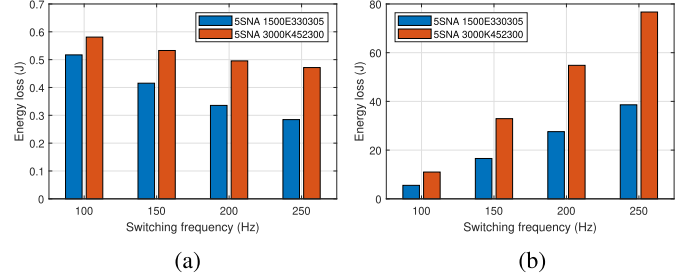 5SNA 1500E330305
5SNA 3000K452300
0.7
0.6
0.5
0.4
0.3
0.2
0.1
0
Energy loss (J)
100 150 200 250
Switching frequency (Hz)
(a)
5SNA 1500E330305
5SNA 3000K452300
80
60
40
20
0
Energy loss (J)
100 150 200 250
Switching frequency (Hz)
(b)